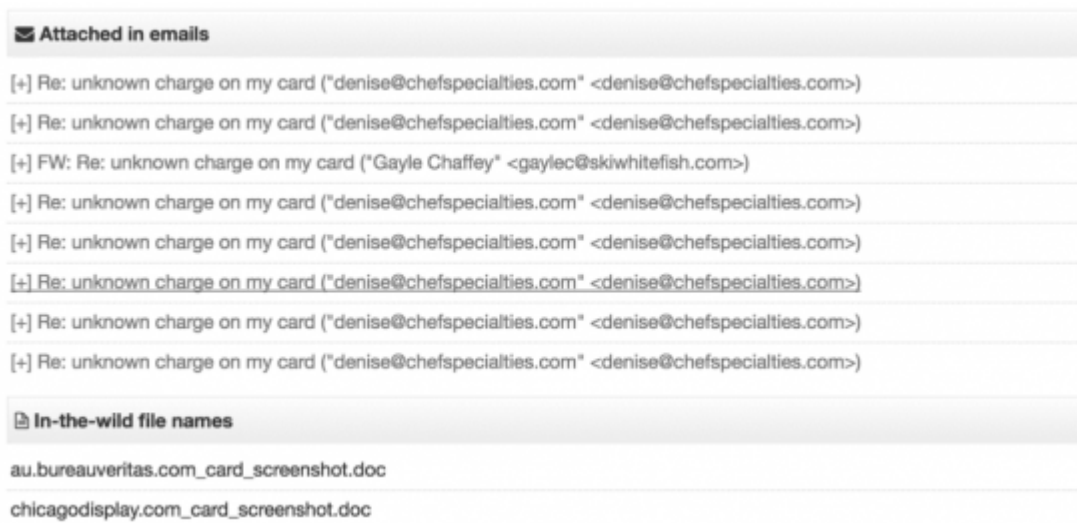 Attached in emails
[+] Re: unknown charge on my card ("denise@chefspecialties.com" <denise@chefspecialties.com>)
[+] Re: unknown charge on my card ("denise@chefspecialties.com" <denise@chefspecialties.com>)
[+] FW: Re: unknown charge on my card ("Gayle Chaffey" <gaylec@skiwhitefish.com>)
[+] Re: unknown charge on my card ("denise@chefspecialties.com" <denise@chefspecialties.com>)
[+] Re: unknown charge on my card ("denise@chefspecialties.com" <denise@chefspecialties.com>)
[+] Re: unknown charge on my card ("denise@chefspecialties.com" <denise@chefspecialties.com>)
[+] Re: unknown charge on my card ("denise@chefspecialties.com" <denise@chefspecialties.com>)
[+] Re: unknown charge on my card ("denise@chefspecialties.com" <denise@chefspecialties.com>)
In-the-wild file names
au.bureauveritas.com_card_screenshot.doc
chicagodisplay.com_card_screenshot.doc